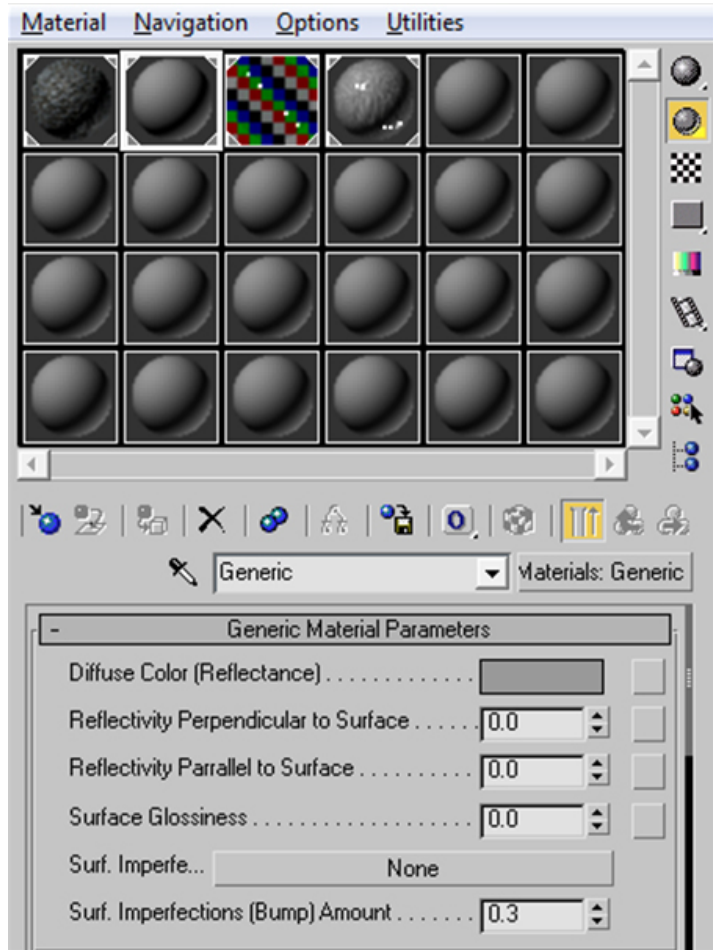 Material Navigation Options Utilities
Generic
Materials: Generic
- Generic Material Parameters
Diffuse Color (Reflectance) . . . . . . . . . . . . .
Reflectivity Perpendicular to Surface . . . . . . 0.0
Reflectivity Parrallel to Surface . . . . . . . . . . 0.0
Surface Glossiness . . . . . . . . . . . . . . . . . . . 0.0
Surf. Imperfe... None
Surf. Imperfections (Bump) Amount . . . . . . . 0.3